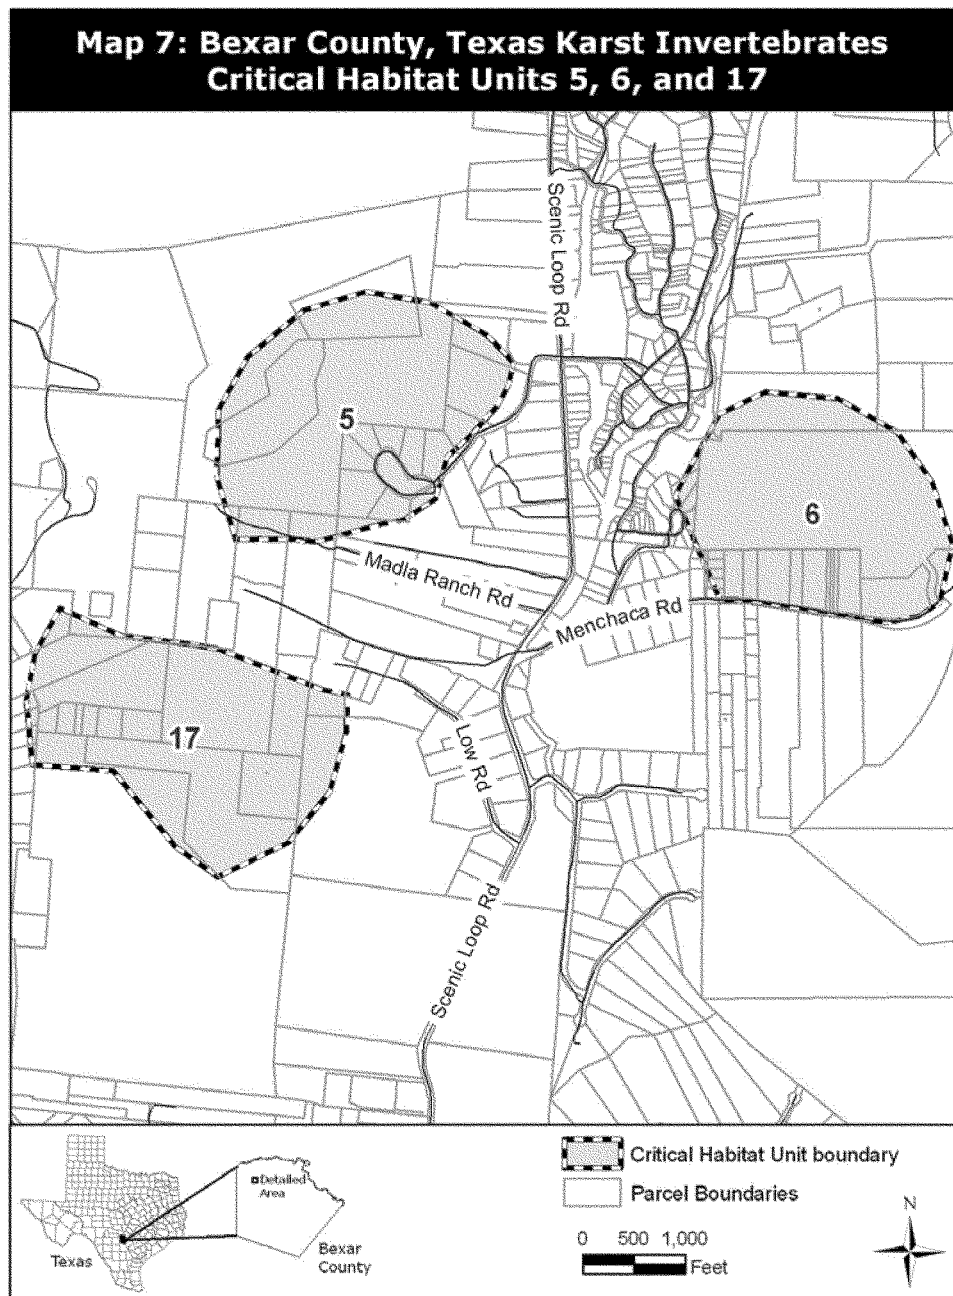 Map 7: Bexar County, Texas Karst Invertebrates
Critical Habitat Units 5, 6, and 17
Scenic Loop Rd
5
6
Madla Ranch Rd
Menchaca Rd
17
Low Rd
Scenic Loop Rd
Detailed
Area
Texas
Bexar
County
Critical Habitat Unit boundary
Parcel Boundaries
0 500 1,000
Feet
N